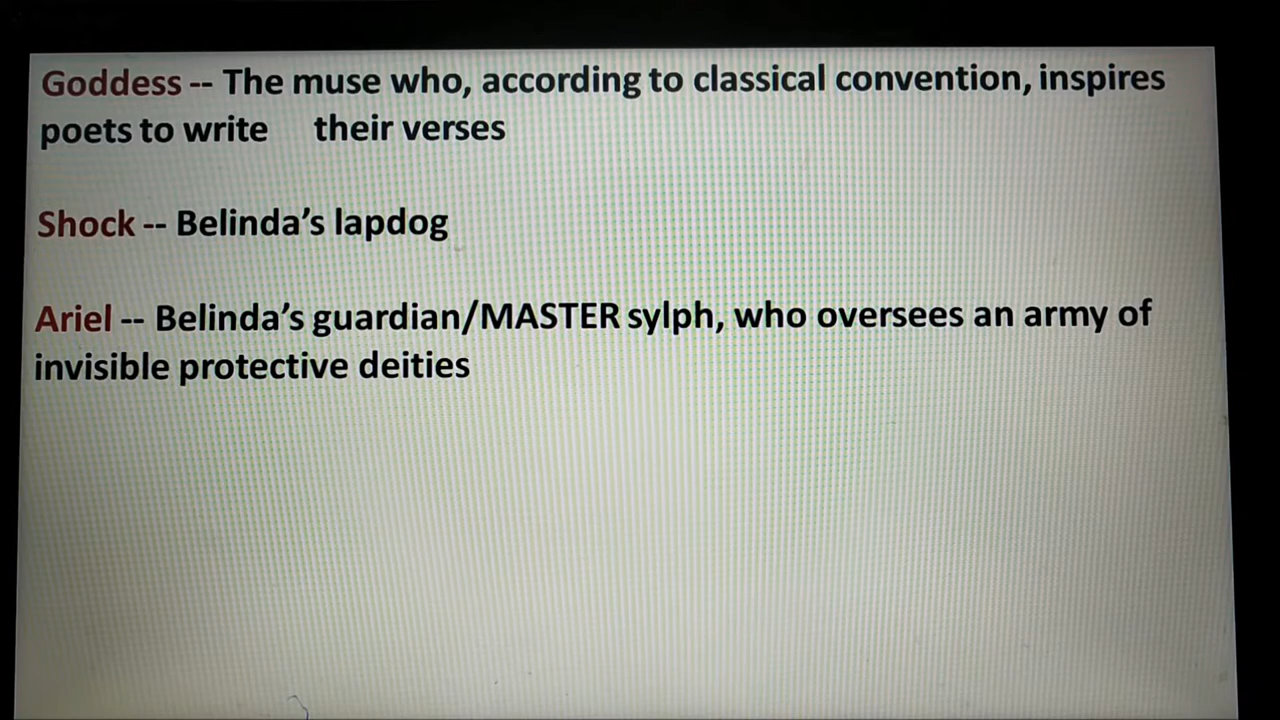 Goddess -- The muse who, according to classical convention, inspires
poets to write their verses
Shock -- Belinda’s lapdog
Ariel -- Belinda’s guardian/MASTER sylph, who oversees an army of
invisible protective deities